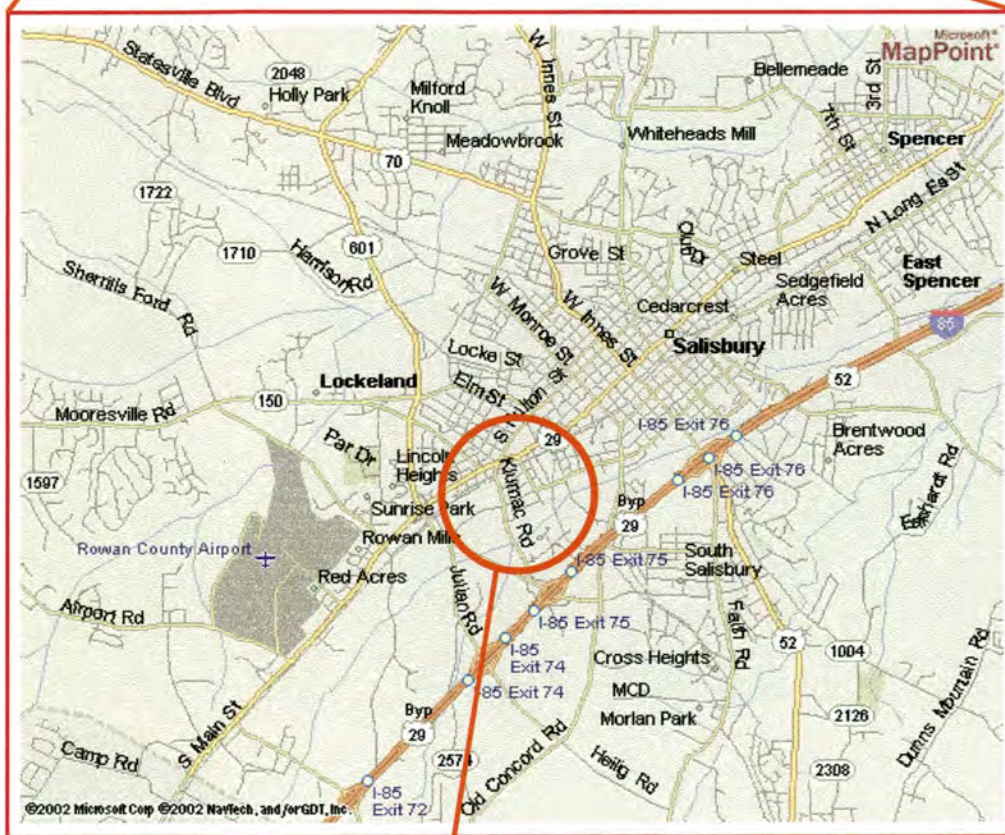 Microsoft®
MapPoint®
Statesville Blvd
2048
Holly Park
Milford
Knoll
Meadowbrook
W Innes St
Bellemeade
3rd St
7th St
Whiteheads Mill
Spencer
70
1722
1710
601
Harrison Rd
Sherrills Ford Rd
Grove St
Club Dr
Steel
N Long Ea St
Sedgefield
Acres
East
Spencer
85
Cedarcrest
W Monroe St
W Innes St
Salisbury
Locke St
Elm St
Lockeland
150
Mooresville Rd
52
Par Dr
29
I-85 Exit 76
Brentwood
Acres
Lincoln
Heights
I-85 Exit 76
I-85 Exit 76
1597
Klumac Rd
Sunrise Park
Byp
29
Rowan Mills
Rowan County Airport
I-85 Exit 75
South
Salisbury
Red Acres
Julian Rd
Airport Rd
I-85 Exit 75
Faith Rd
I-85
Exit 74
52
1004
Cross Heights
I-85 Exit 74
MCD
Morlan Park
2126
Dunns Mountain Rd
Byp
29
S Main St
Camp Rd
2574
Old Concord Rd
Heilig Rd
2308
I-85
Exit 72
©2002 Microsoft Corp ©2002 NavTech, and/or GDT, Inc.